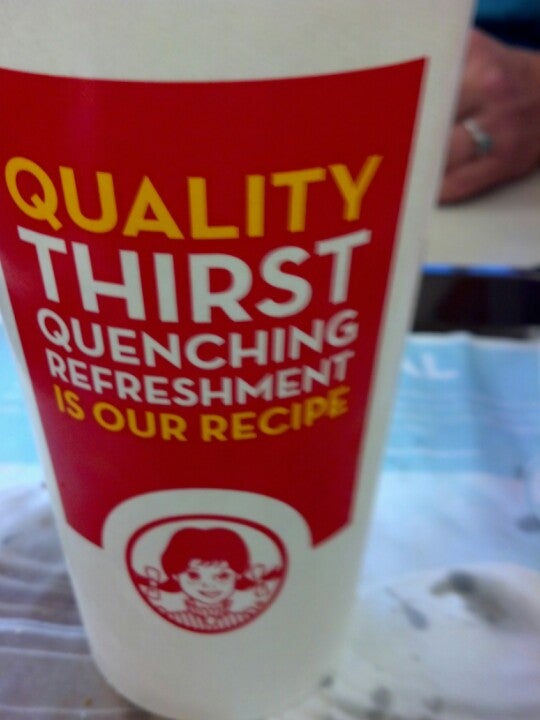 QUALITY
THIRST
QUENCHING
REFRESHMENT
IS OUR RECIPE